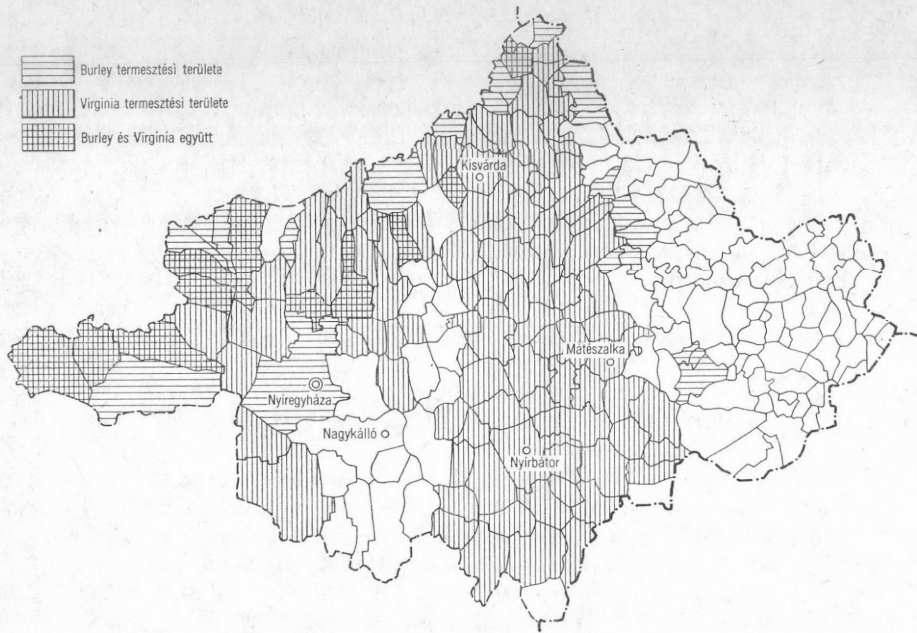 Burley termesztési területe
Virginia termesztési területe
Burley és Virginia együtt
Kisvárda
Mátészalka
Nyíregyháza
Nagykálló
Nyírbátor